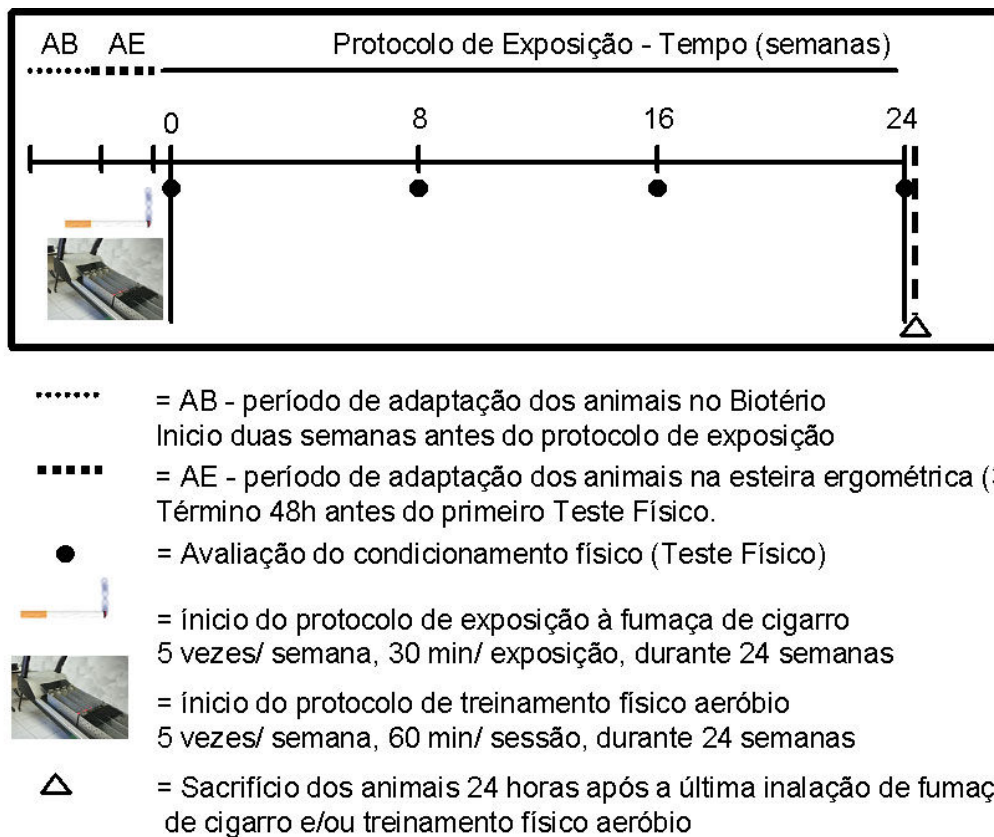 AB AE Protocolo de Exposição - Tempo (semanas)
0 8 16 24
= AB - período de adaptação dos animais no Biotério
Inicio duas semanas antes do protocolo de exposição
= AE - período de adaptação dos animais na esteira ergométrica (
Término 48h antes do primeiro Teste Físico.
= Avaliação do condicionamento físico (Teste Físico)
= ínicio do protocolo de exposição à fumaça de cigarro
5 vezes/ semana, 30 min/ exposição, durante 24 semanas
= ínicio do protocolo de treinamento físico aeróbio
5 vezes/ semana, 60 min/ sessão, durante 24 semanas
= Sacrifício dos animais 24 horas após a última inalação de fumaç
de cigarro e/ou treinamento físico aeróbio